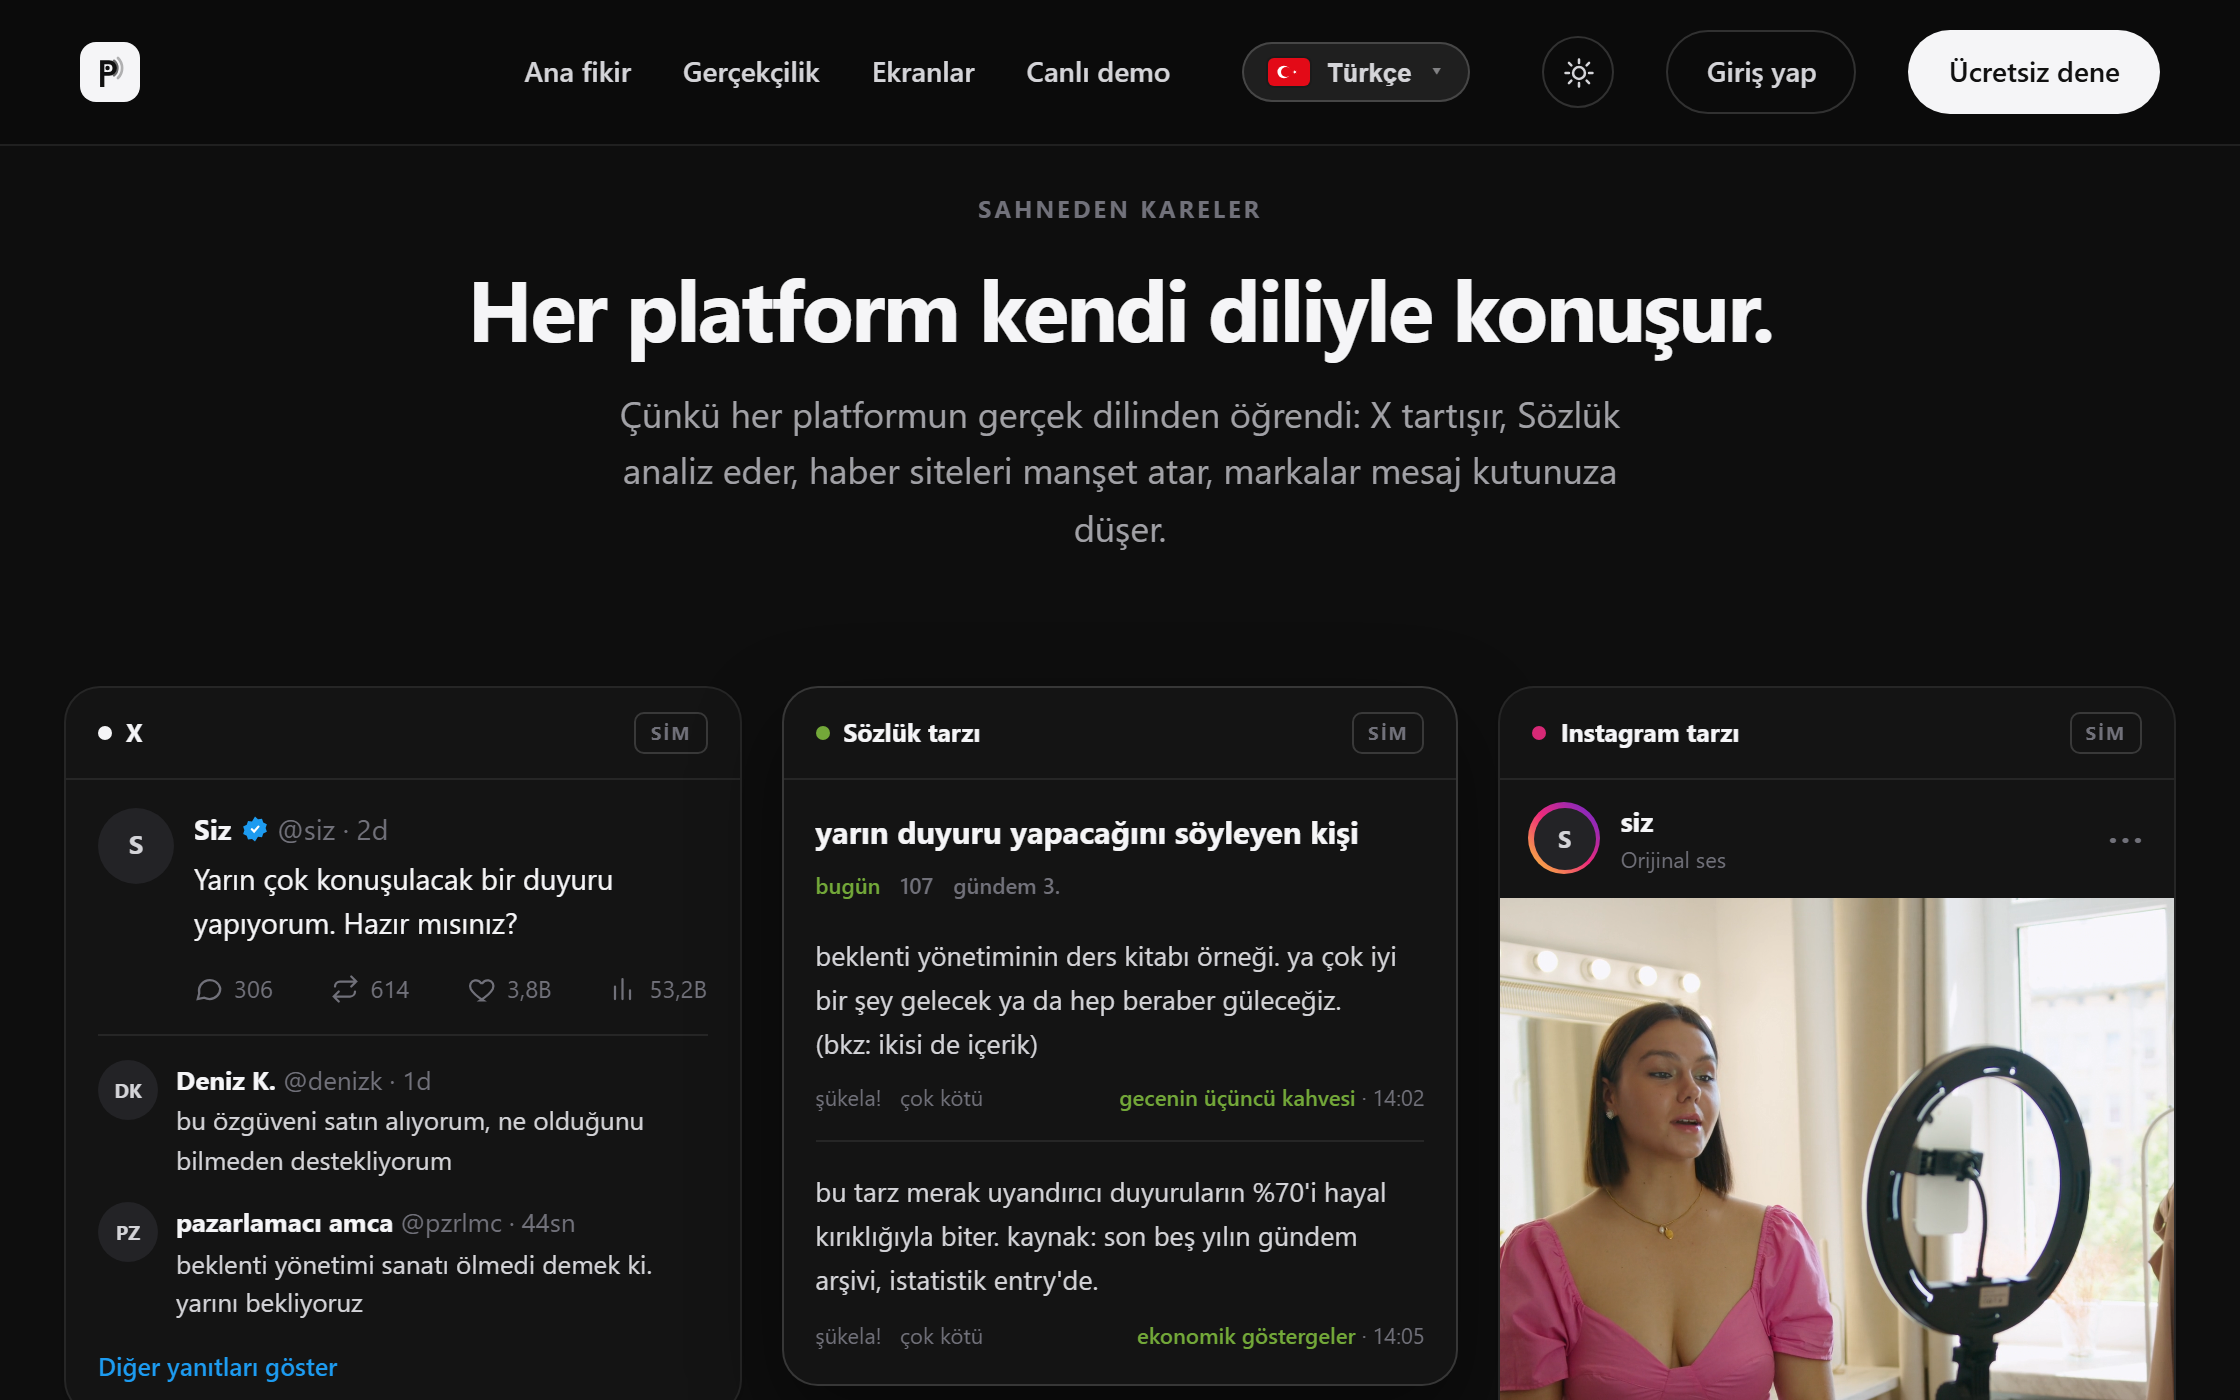 P
Ana fikir
Gerçekçilik
Ekranlar
Canlı demo
Türkçe
Giriş yap
Ücretsiz dene
SAHNEDEN KARELER
Her platform kendi diliyle konuşur.
Çünkü her platformun gerçek dilinden öğrendi: X tartışır, Sözlük
analiz eder, haber siteleri manşet atar, markalar mesaj kutunuza
düşer.
X
SİM
S
Siz @siz · 2d
Yarın çok konuşulacak bir duyuru
yapıyorum. Hazır mısınız?
306 614 3,8B 53,2B
DK
Deniz K. @denizk · 1d
bu özgüveni satın alıyorum, ne olduğunu
bilmeden destekliyorum
PZ
pazarlamacı amca @pzrlmc · 44sn
beklenti yönetimi sanatı ölmedi demek ki.
yarını bekliyoruz
Diğer yanıtları göster
Sözlük tarzı
SİM
yarın duyuru yapacağını söyleyen kişi
bugün 107 gündem 3.
beklenti yönetiminin ders kitabı örneği. ya çok iyi
bir şey gelecek ya da hep beraber güleceğiz.
(bkz: ikisi de içerik)
şükela! çok kötü gecenin üçüncü kahvesi · 14:02
bu tarz merak uyandırıcı duyuruların %70'i hayal
kırıklığıyla biter. kaynak: son beş yılın gündem
arşivi, istatistik entry'de.
şükela! çok kötü ekonomik göstergeler · 14:05
Instagram tarzı
SİM
S
siz
Orijinal ses